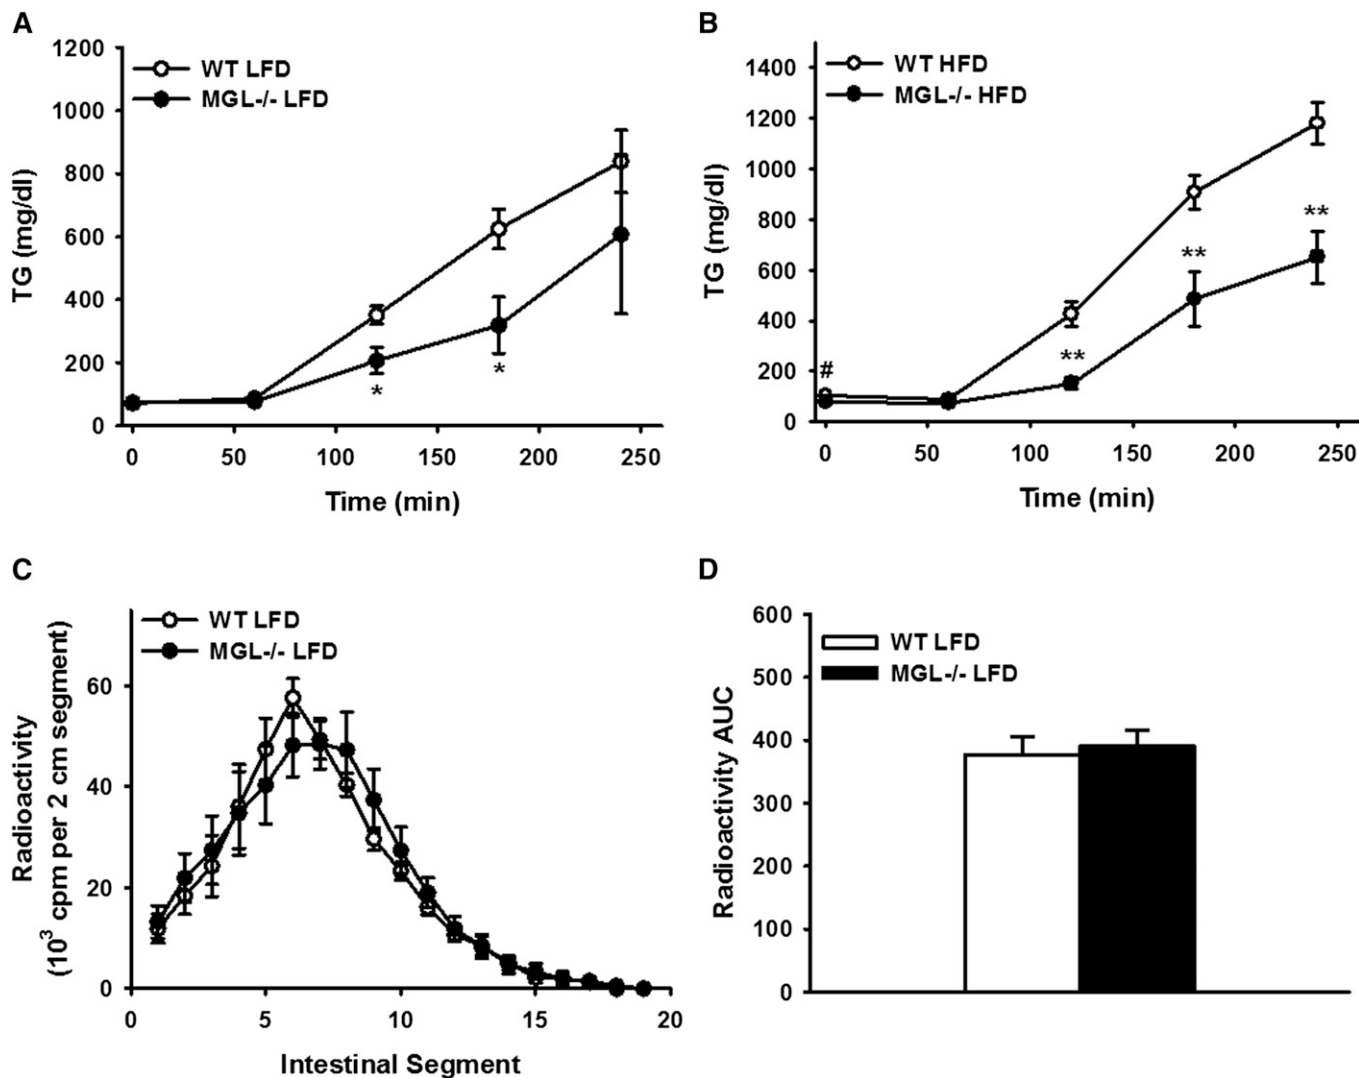 A
1200
1000
800
600
400
200
0
TG (mg/dl)
WT LFD
MGL-/- LFD
*
*
0 50 100 150 200 250
Time (min)
B
1400
1200
1000
800
600
400
200
0
TG (mg/dl)
WT HFD
MGL-/- HFD
#
**
**
**
0 50 100 150 200 250
Time (min)
C
60
40
20
0
Radioactivity
(10³ cpm per 2 cm segment)
WT LFD
MGL-/- LFD
0 5 10 15 20
Intestinal Segment
D
600
500
400
300
200
100
0
Radioactivity AUC
WT LFD
MGL-/- LFD